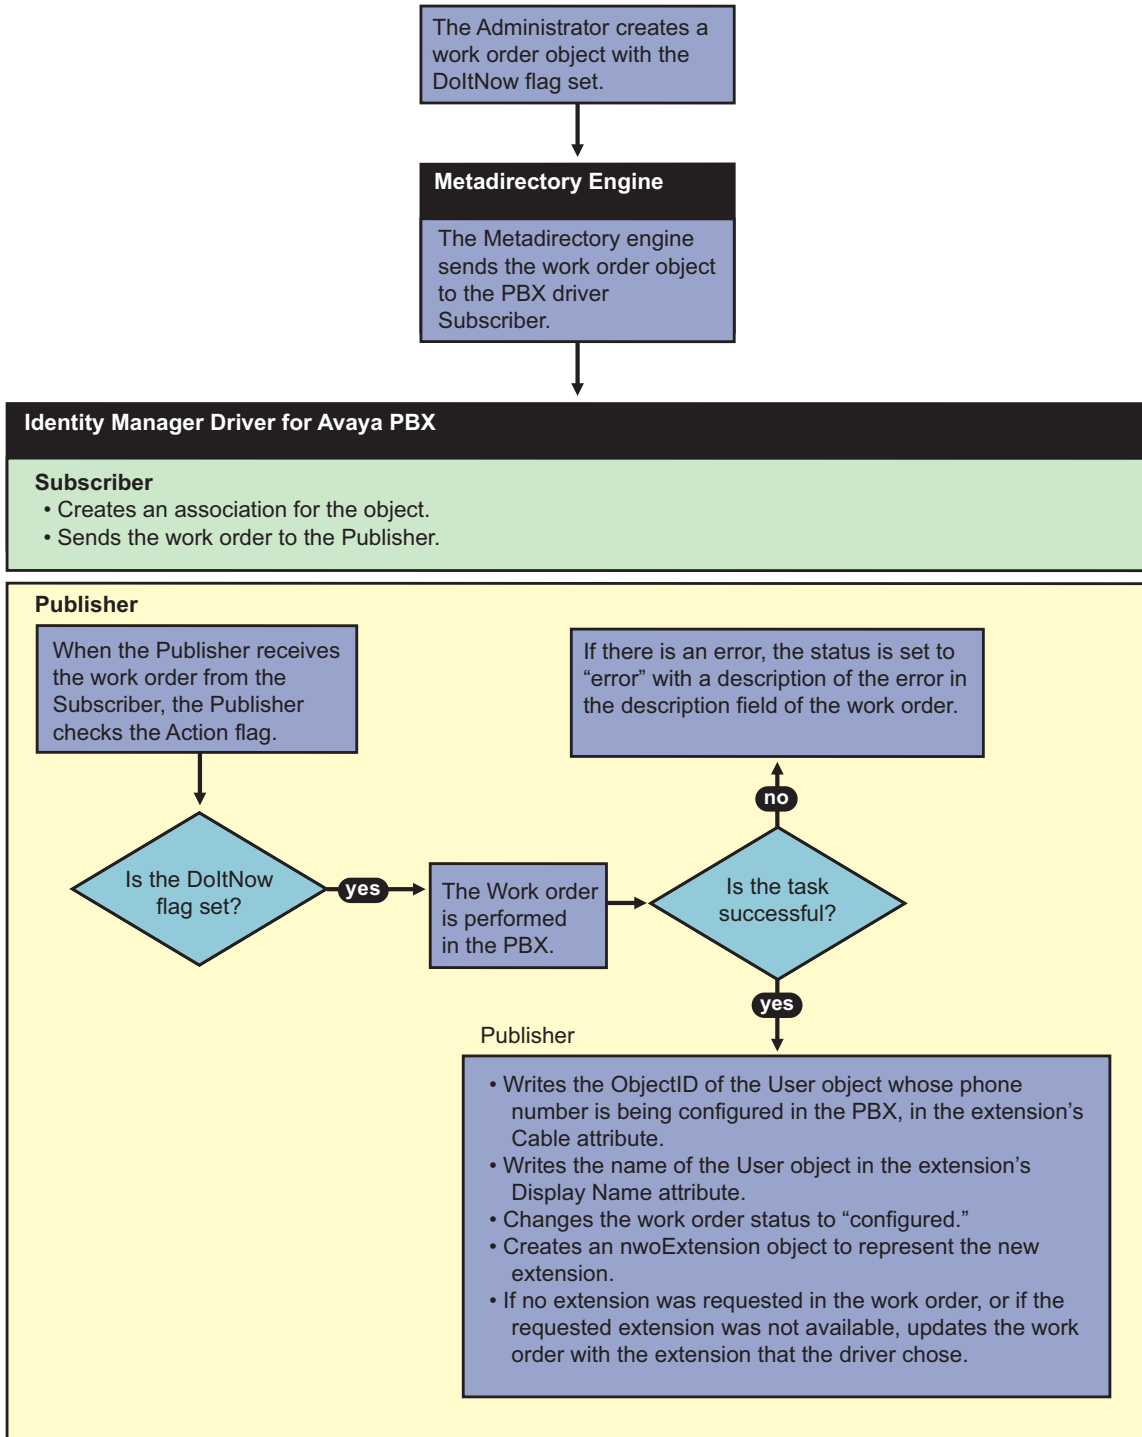 The Administrator creates a
work order object with the
DoItNow flag set.
Metadirectory Engine
The Metadirectory engine
sends the work order object
to the PBX driver
Subscriber.
Identity Manager Driver for Avaya PBX
Subscriber
• Creates an association for the object.
• Sends the work order to the Publisher.
Publisher
When the Publisher receives
the work order from the
Subscriber, the Publisher
checks the Action flag.
If there is an error, the status is set to
“error” with a description of the error in
the description field of the work order.
no
Is the DoItNow
flag set?
yes
The Work order
is performed
in the PBX.
Is the task
successful?
yes
Publisher
• Writes the ObjectID of the User object whose phone
number is being configured in the PBX, in the extension’s
Cable attribute.
• Writes the name of the User object in the extension’s
Display Name attribute.
• Changes the work order status to “configured.”
• Creates an nwoExtension object to represent the new
extension.
• If no extension was requested in the work order, or if the
requested extension was not available, updates the work
order with the extension that the driver chose.